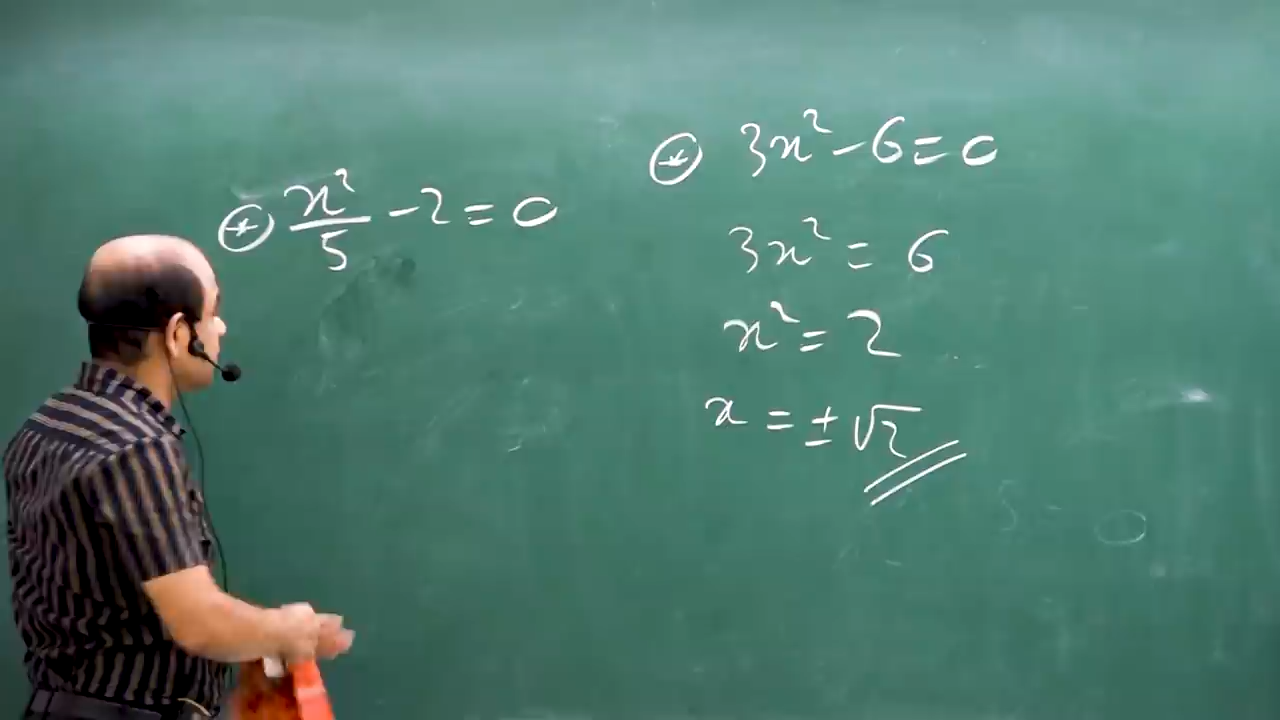 ⊛ x²/5 - 2 = 0
⊛ 3x² - 6 = 0
3x² = 6
x² = 2
x = ± √2